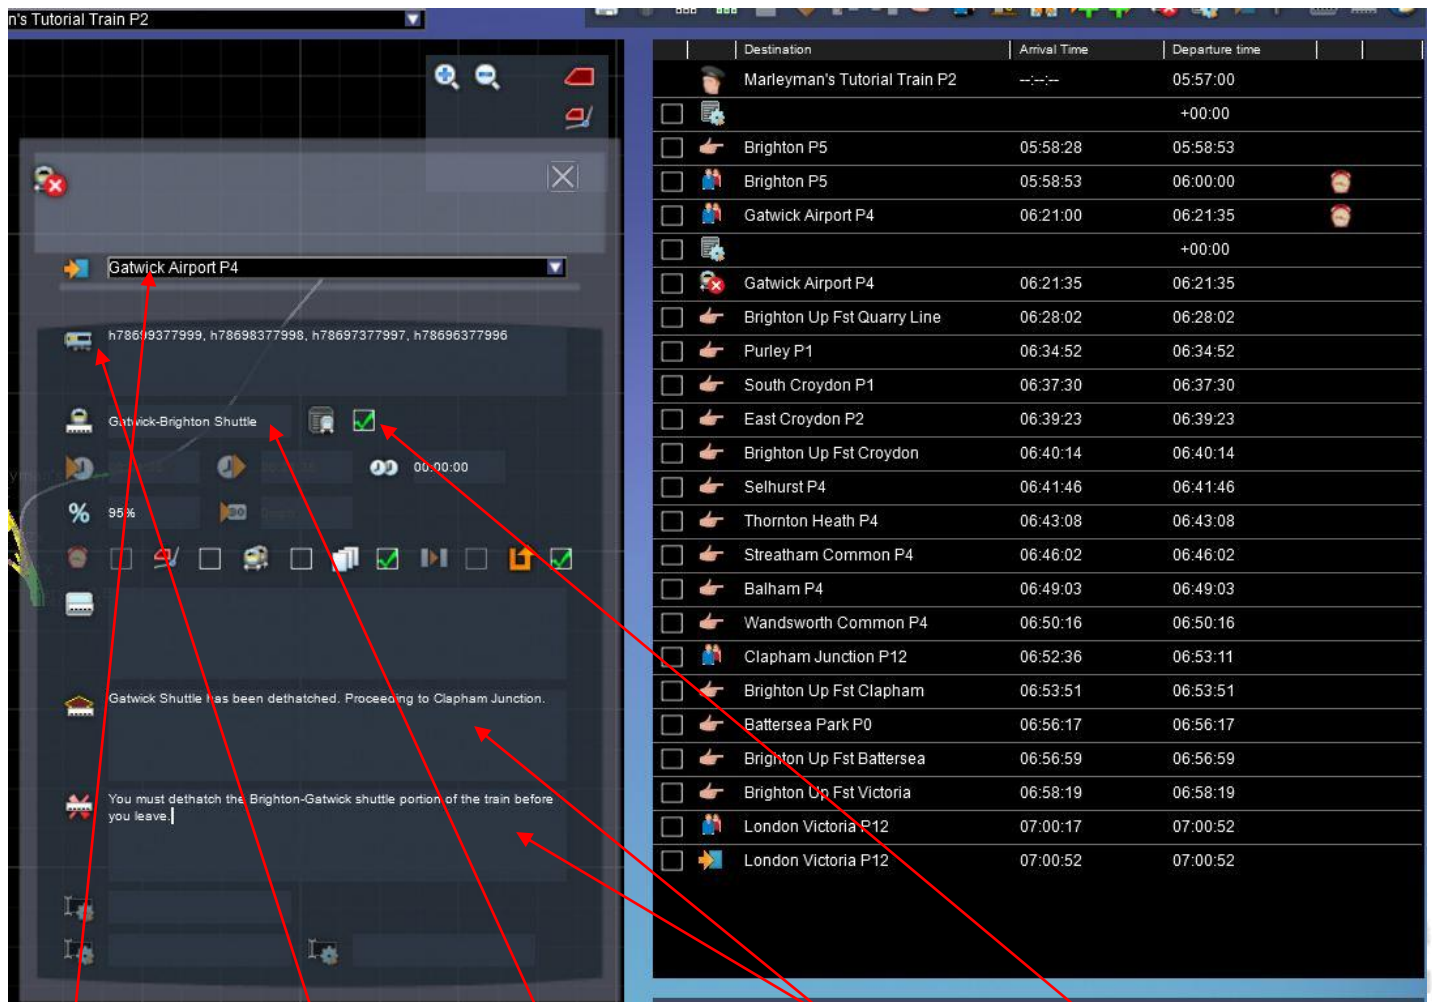 n's Tutorial Train P2
Gatwick Airport P4
h78699377999, h78698377998, h78697377997, h78696377996
Gatwick-Brighton Shuttle
00:00:00
% 95%
Gatwick Shuttle has been dethatched. Proceeding to Clapham Junction.
You must dethatch the Brighton-Gatwick shuttle portion of the train before
you leave.
Destination Arrival Time Departure time
Marleyman's Tutorial Train P2 --:--:-- 05:57:00
+00:00
Brighton P5 05:58:28 05:58:53
Brighton P5 05:58:53 06:00:00
Gatwick Airport P4 06:21:00 06:21:35
+00:00
Gatwick Airport P4 06:21:35 06:21:35
Brighton Up Fst Quarry Line 06:28:02 06:28:02
Purley P1 06:34:52 06:34:52
South Croydon P1 06:37:30 06:37:30
East Croydon P2 06:39:23 06:39:23
Brighton Up Fst Croydon 06:40:14 06:40:14
Selhurst P4 06:41:46 06:41:46
Thornton Heath P4 06:43:08 06:43:08
Streatham Common P4 06:46:02 06:46:02
Balham P4 06:49:03 06:49:03
Wandsworth Common P4 06:50:16 06:50:16
Clapham Junction P12 06:52:36 06:53:11
Brighton Up Fst Clapham 06:53:51 06:53:51
Battersea Park P0 06:56:17 06:56:17
Brighton Up Fst Battersea 06:56:59 06:56:59
Brighton Up Fst Victoria 06:58:19 06:58:19
London Victoria P12 07:00:17 07:00:52
London Victoria P12 07:00:52 07:00:52